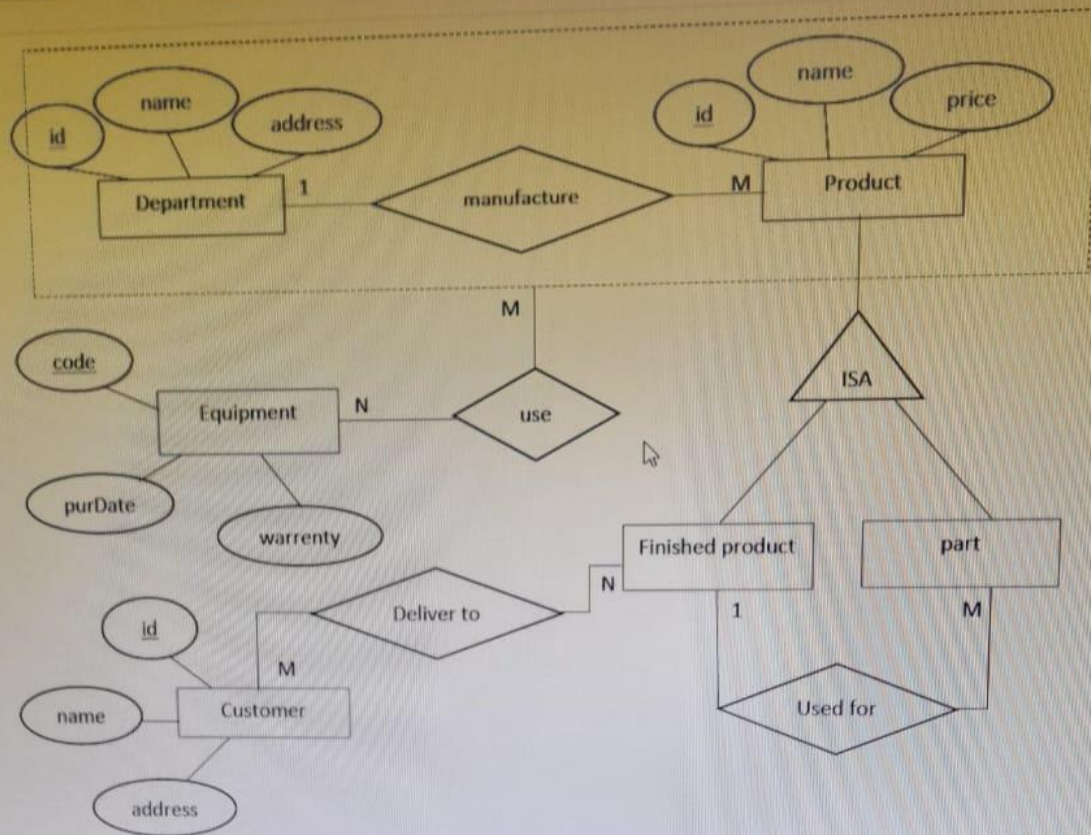 name
id
address
Department
1
manufacture
M
id
name
price
Product
M
code
Equipment
N
use
purDate
warrenty
ISA
Finished product
part
N
1
M
Deliver to
id
M
name
Customer
Used for
address